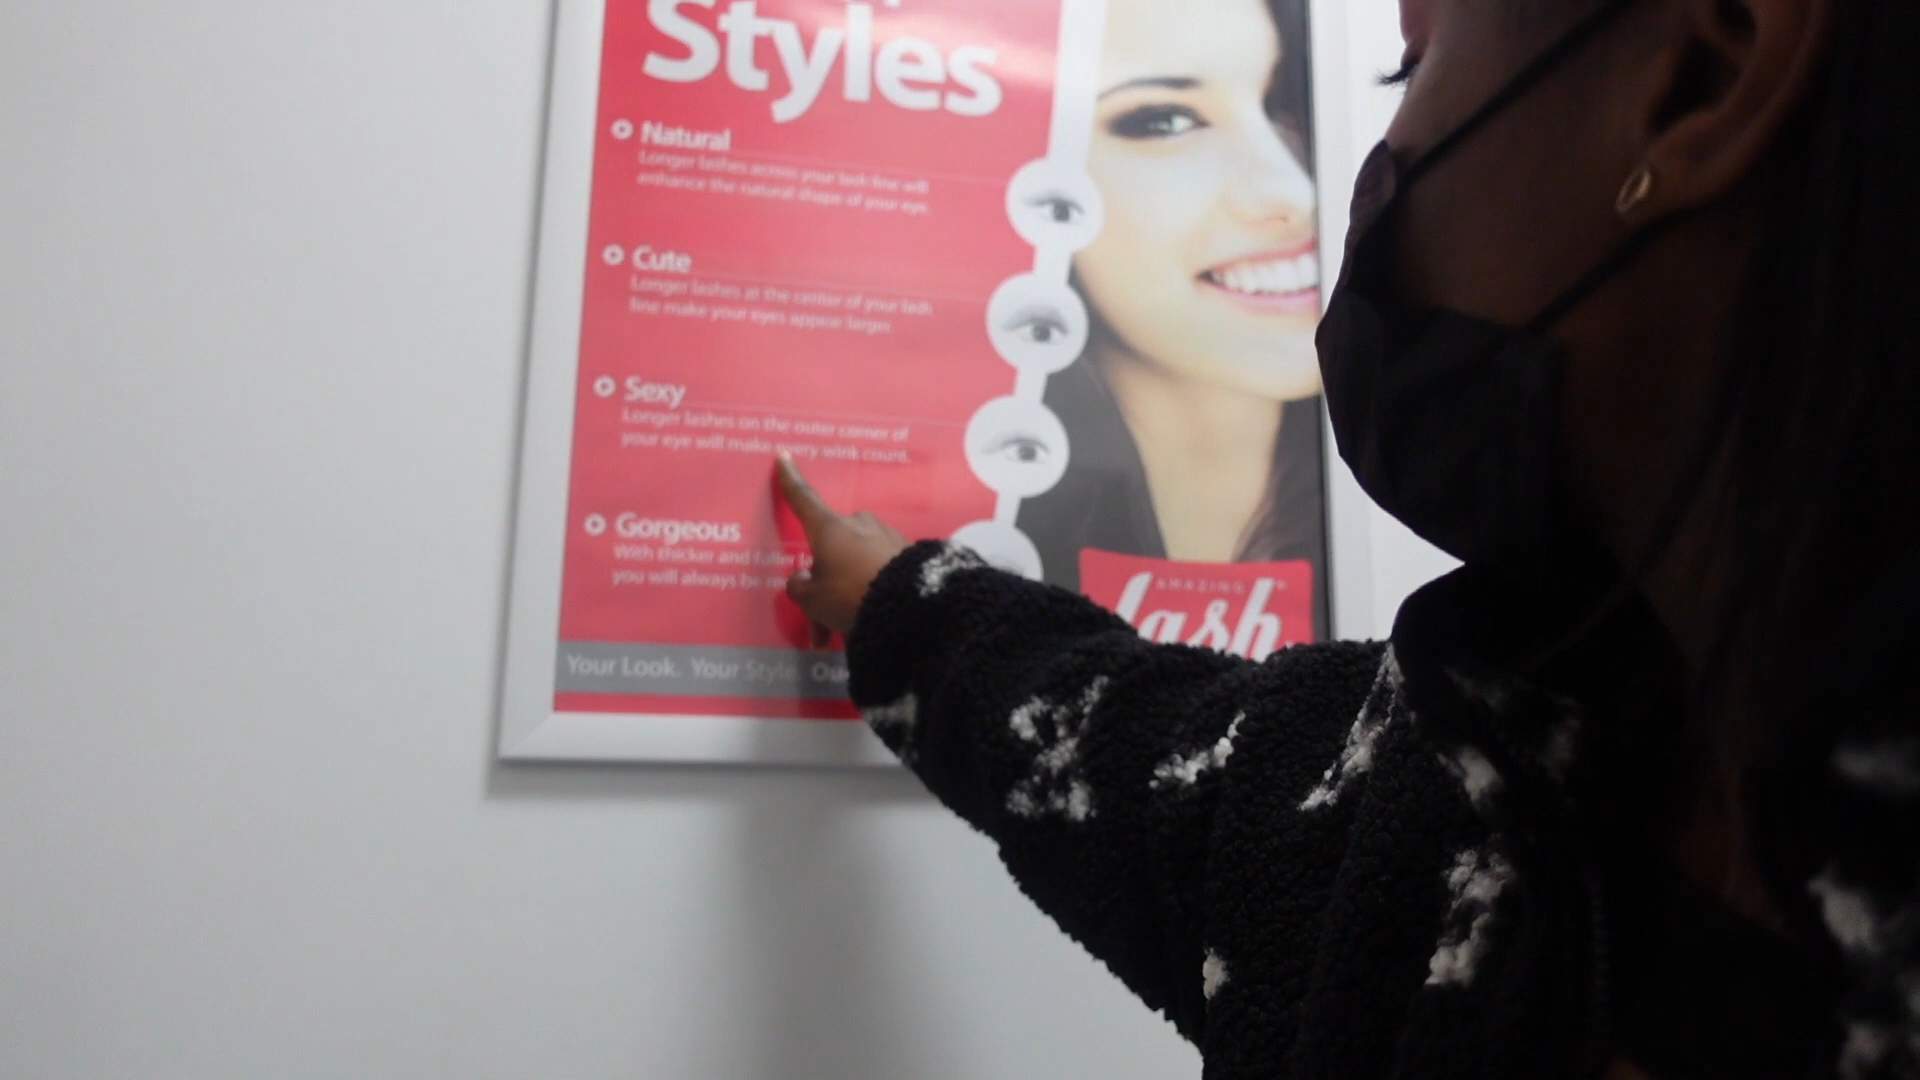 Styles
Natural
Longer lashes across your lash line will
enhance the natural shape of your eye.
Cute
Longer lashes at the center of your lash
line make your eyes appear larger.
Sexy
Longer lashes on the outer corner of
your eye will make every wink count.
Gorgeous
With thicker and fuller
you will always be
Your Look. Your Style.
AMAZING
lash